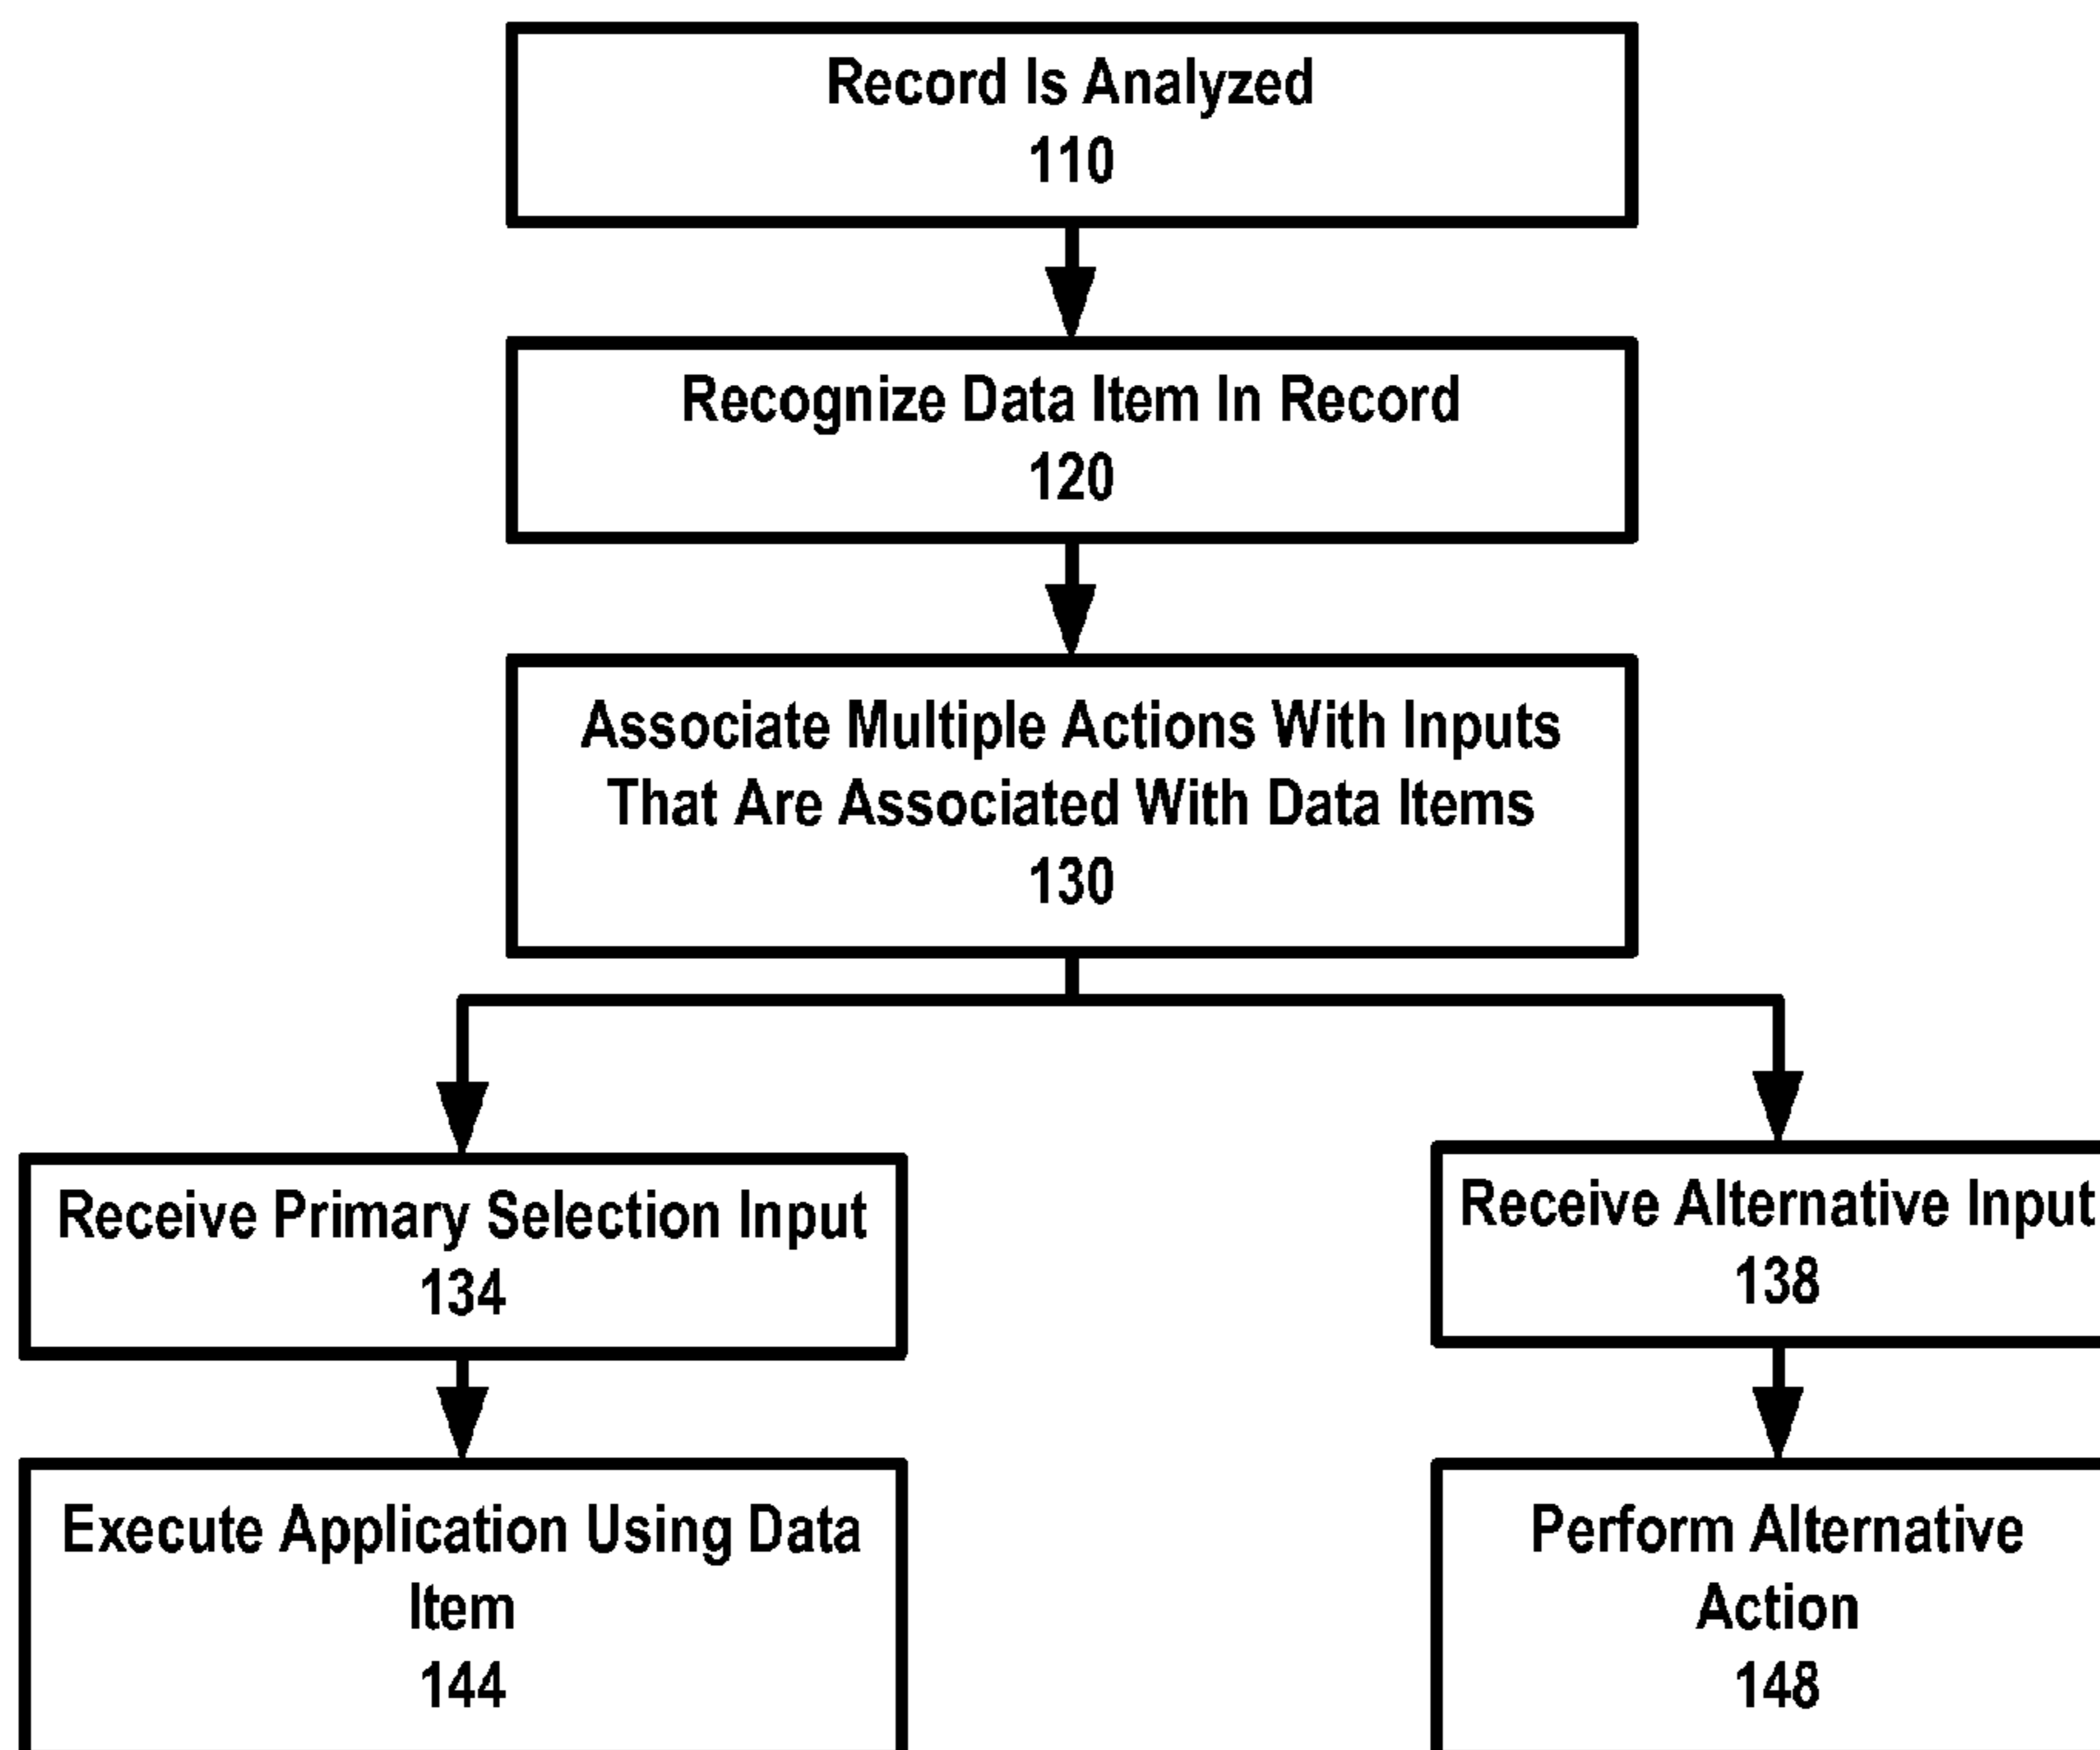 Record Is Analyzed
110
Recognize Data Item In Record
120
Associate Multiple Actions With Inputs
That Are Associated With Data Items
130
Receive Primary Selection Input
134
Receive Alternative Input
138
Execute Application Using Data
Item
144
Perform Alternative
Action
148